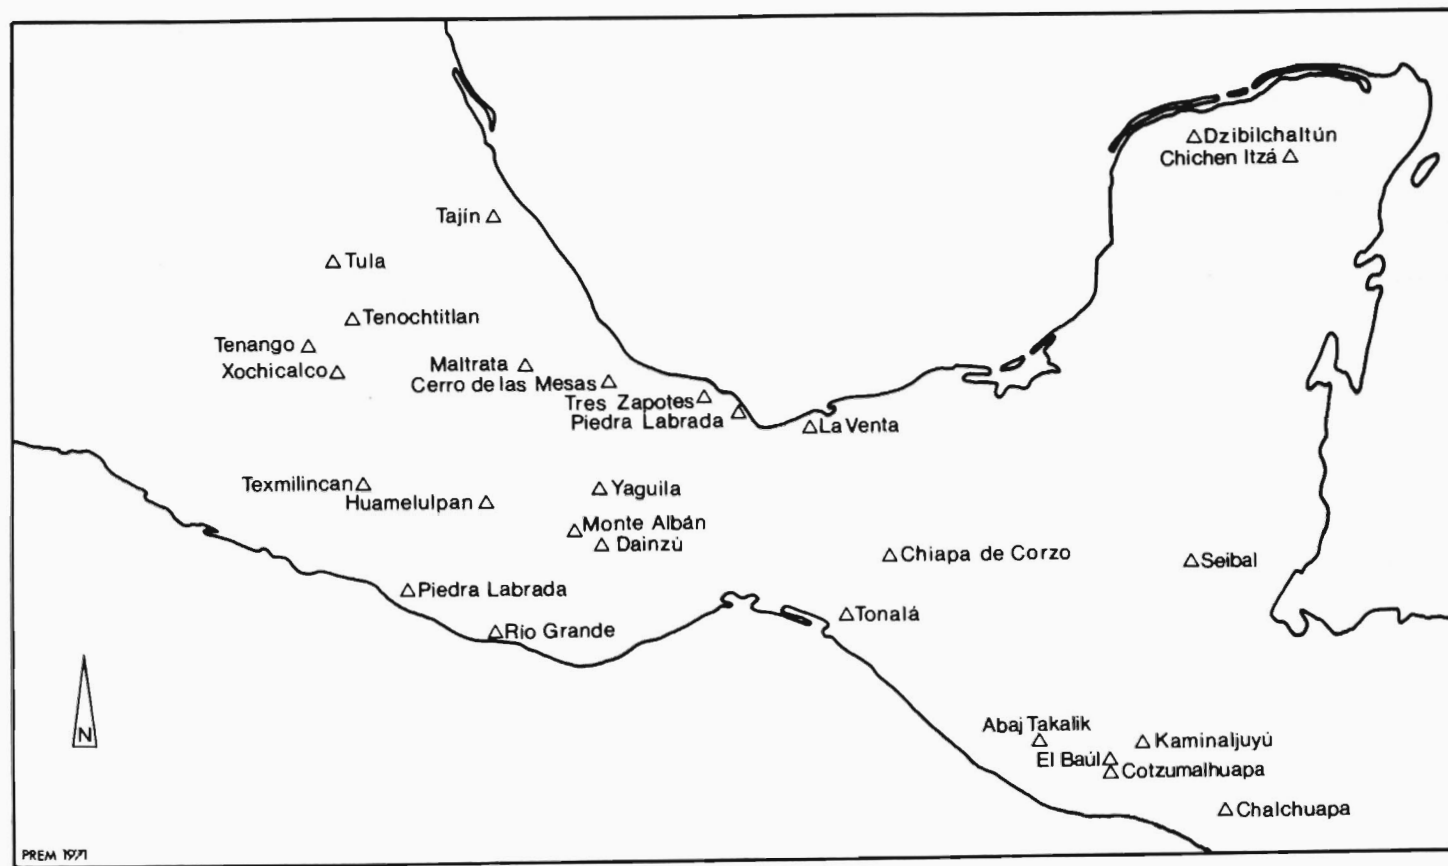 Dzibilchaltún
Chichen Itzá
Tajín
Tula
Tenochtitlan
Tenango
Xochicalco
Maltrata
Cerro de las Mesas
Tres Zapotes
Piedra Labrada
La Venta
Texmilincan
Huamelulpan
Yaguila
Monte Albán
Dainzú
Chiapa de Corzo
Seibal
Piedra Labrada
Rio Grande
Tonalá
N
Abaj Takalik
Kaminaljuyú
El Baúl
Cotzumalhuapa
Chalchuapa
PREM 1971